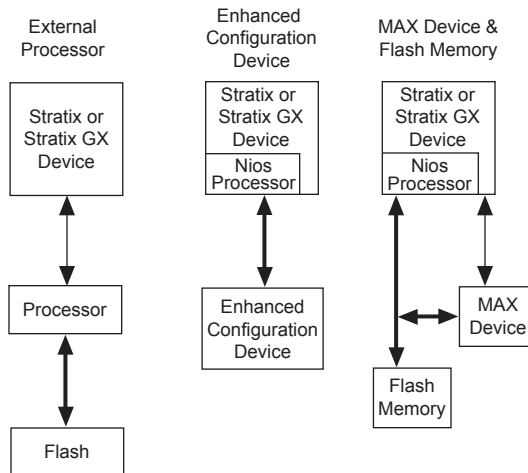 External
Processor
Stratix or
Stratix GX
Device
Processor
Flash
Enhanced
Configuration
Device
Stratix or
Stratix GX
Device
Nios
Processor
Enhanced
Configuration
Device
MAX Device &
Flash Memory
Stratix or
Stratix GX
Device
Nios
Processor
MAX
Device
Flash
Memory